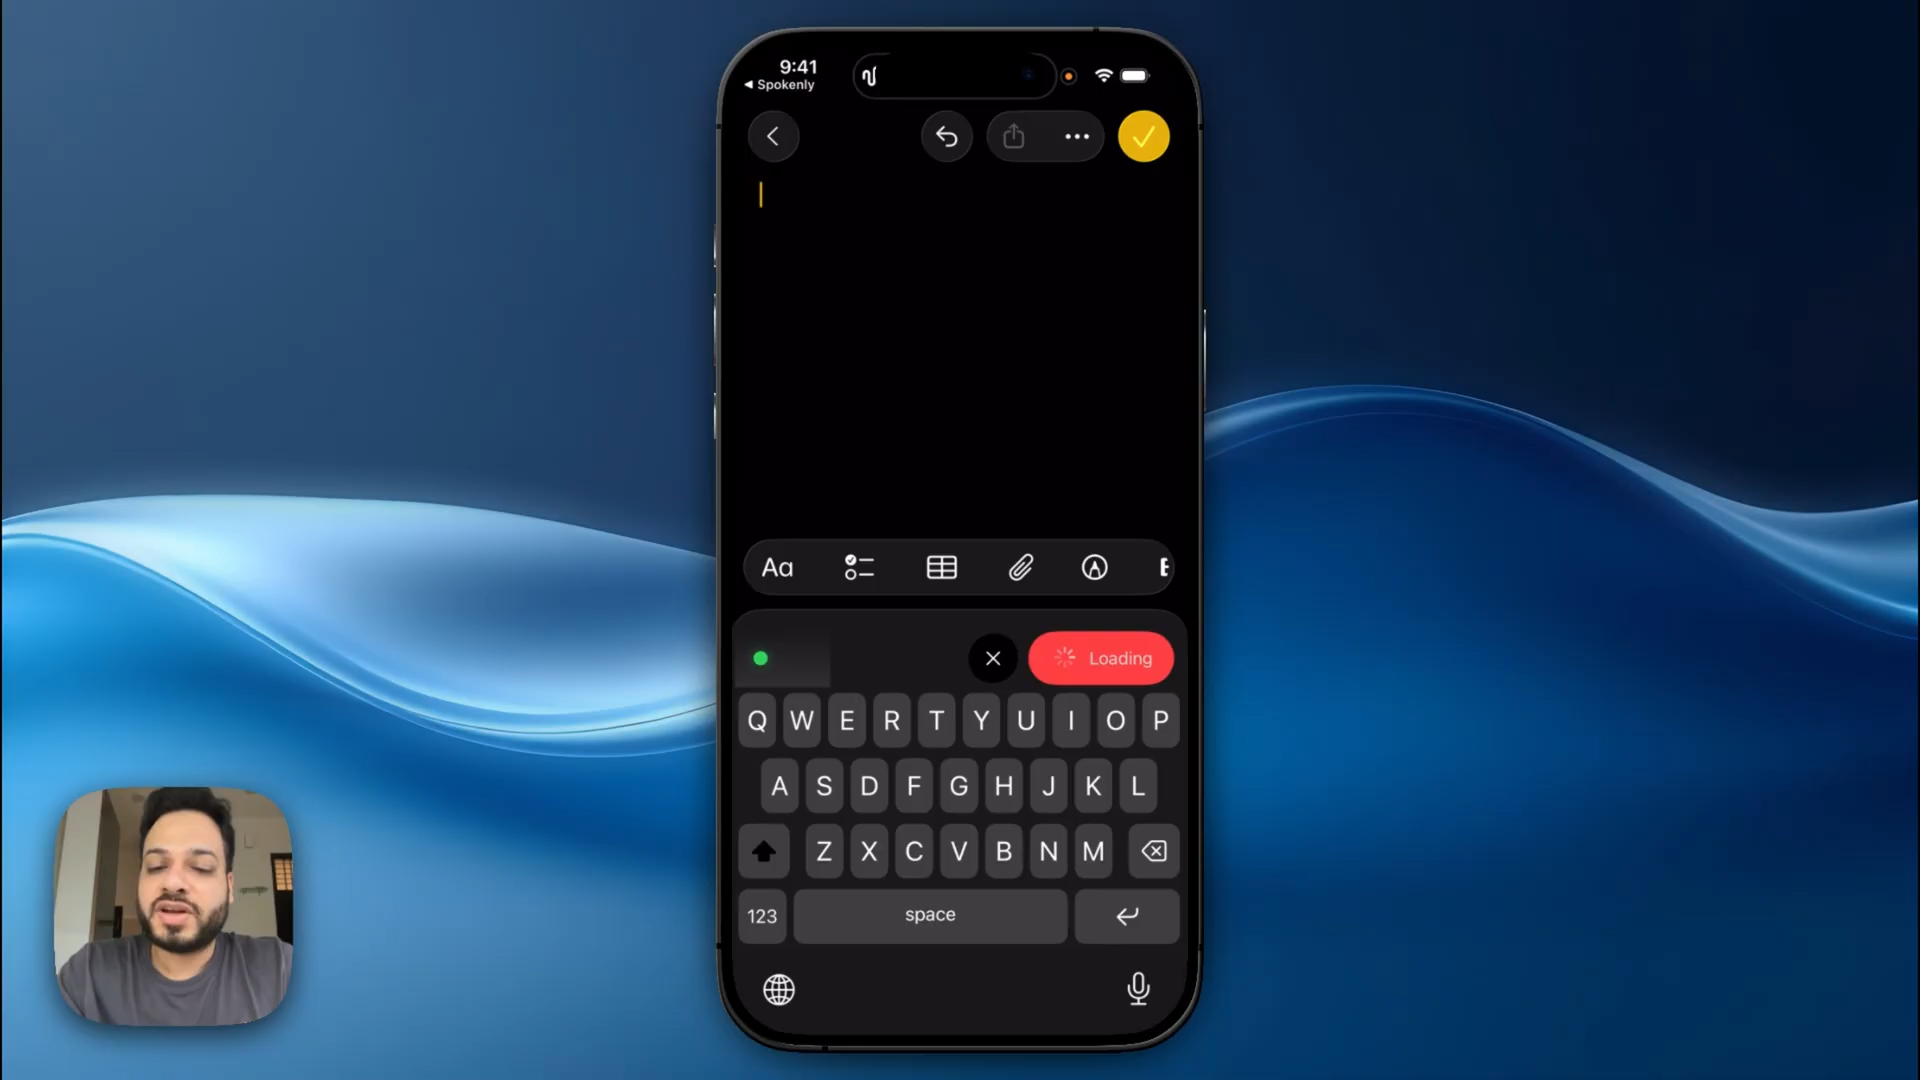 9:41
Spokenly
Aa
Loading
Q W E R T Y U I O P
A S D F G H J K L
Z X C V B N M
123 space